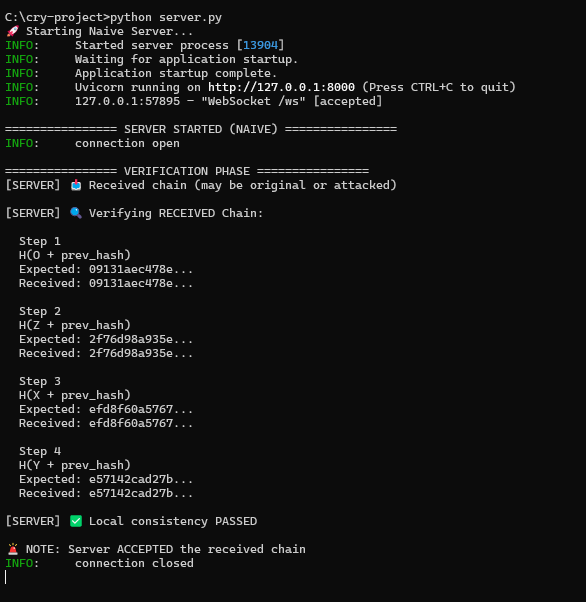 C:\cry-project>python server.py
🚀 Starting Naive Server...
INFO:     Started server process [13904]
INFO:     Waiting for application startup.
INFO:     Application startup complete.
INFO:     Uvicorn running on http://127.0.0.1:8000 (Press CTRL+C to quit)
INFO:     127.0.0.1:57895 - "WebSocket /ws" [accepted]
================ SERVER STARTED (NAIVE) ================
INFO:     connection open
================ VERIFICATION PHASE ================
[SERVER] 📩 Received chain (may be original or attacked)
[SERVER] 🔍 Verifying RECEIVED Chain:
Step 1
H(O + prev_hash)
Expected: 09131aec478e...
Received: 09131aec478e...
Step 2
H(Z + prev_hash)
Expected: 2f76d98a935e...
Received: 2f76d98a935e...
Step 3
H(X + prev_hash)
Expected: efd8f60a5767...
Received: efd8f60a5767...
Step 4
H(Y + prev_hash)
Expected: e57142cad27b...
Received: e57142cad27b...
[SERVER] ✅ Local consistency PASSED
🚨 NOTE: Server ACCEPTED the received chain
INFO:     connection closed